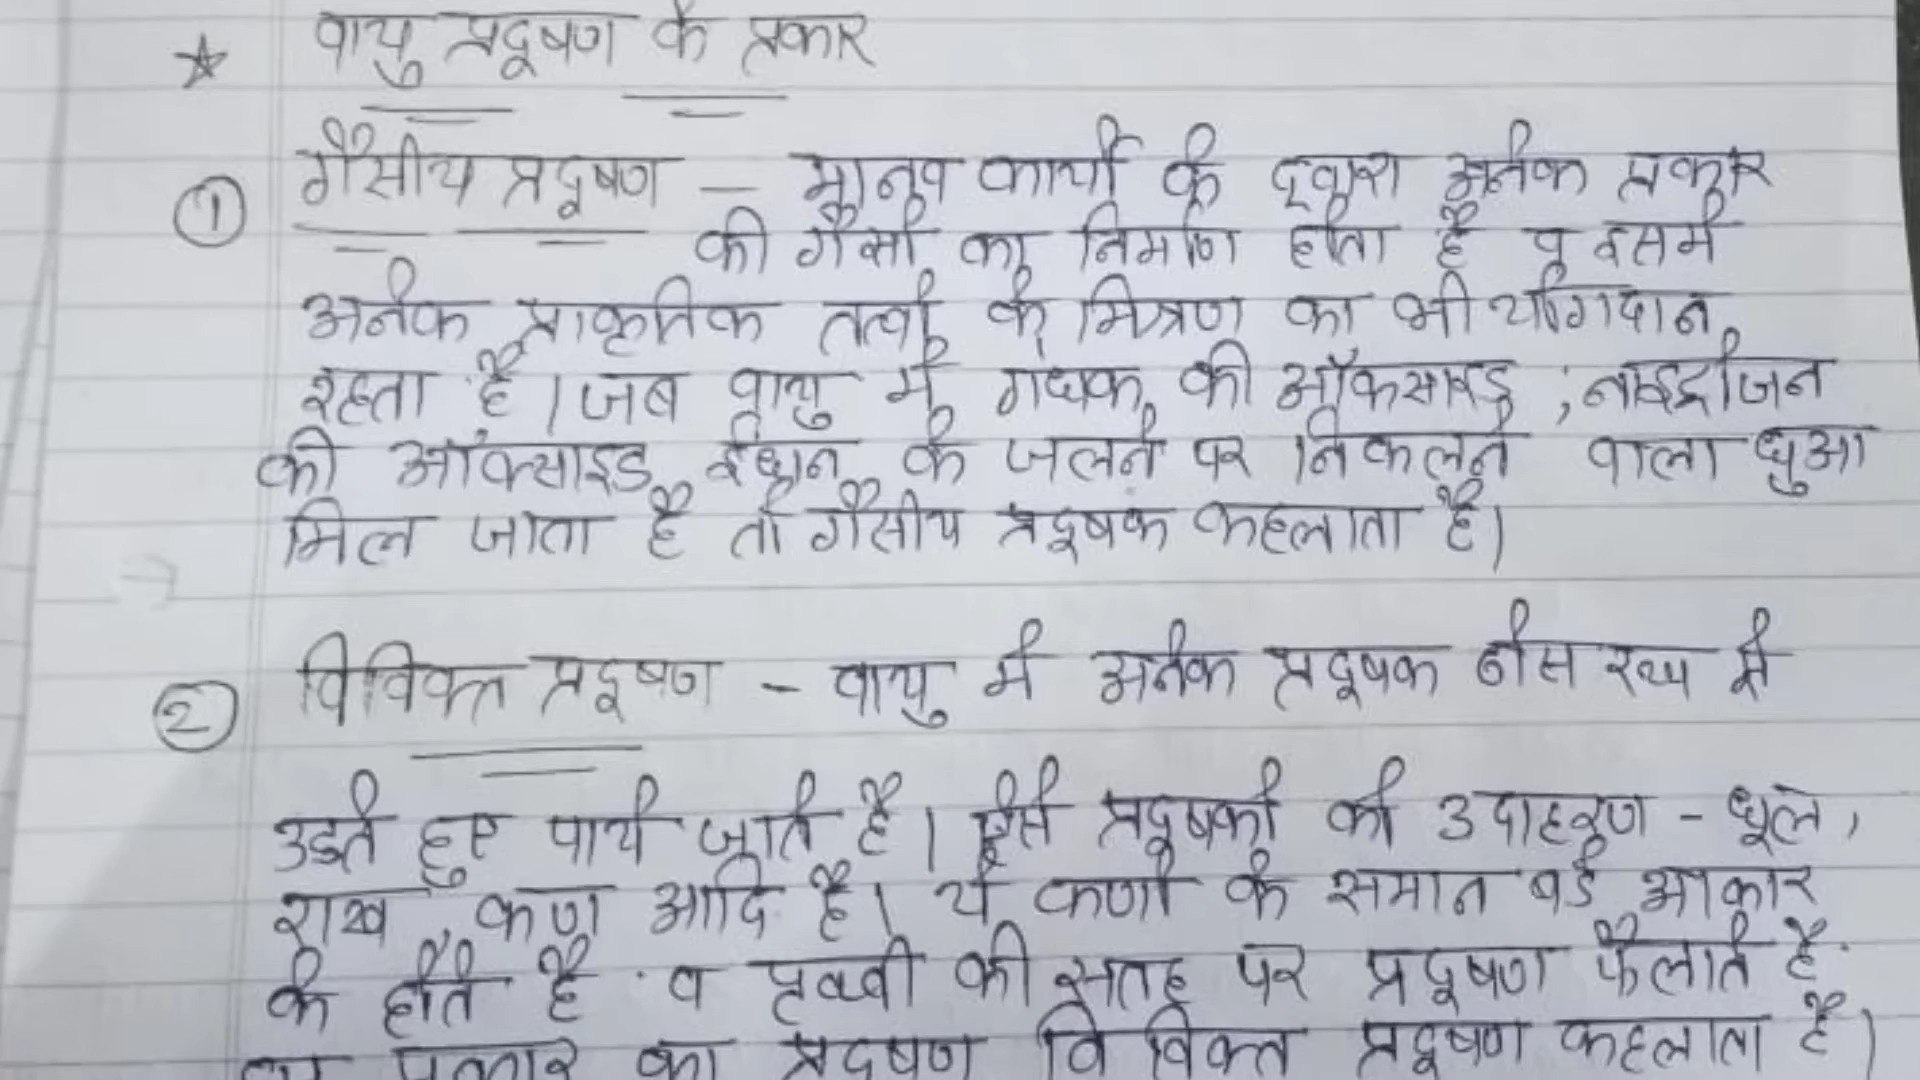 ☆ वायु प्रदूषण के प्रकार
① गैसीय प्रदूषण – मानव कार्यों के द्वारा अनेक प्रकार
की गैसों का निर्माण होता है व इसमें
अनेक प्राकृतिक तत्वों के मिश्रण का भी योगदान
रहता है। जब वायु में गंधक की ऑकसाइड ; नाइट्रोजन
की ऑक्साइड ईंधन के जलने पर निकलने वाला धुआ
मिल जाता है तो गैसीय प्रदूषक कहलाता है।
② विविक्त प्रदूषण – वायु में अनेक प्रदूषक ठोस रूप में
उडते हुए पाये जाते है। ऐसे प्रदूषकों को उदाहरण – धूल,
राख, कण आदि है। ये कणों के समान बडे आकार
के होते है व पृथ्वी की सतह पर प्रदूषण फैलाते है
प्रकार का प्रदूषण विविक्त प्रदूषण कहलाता है।